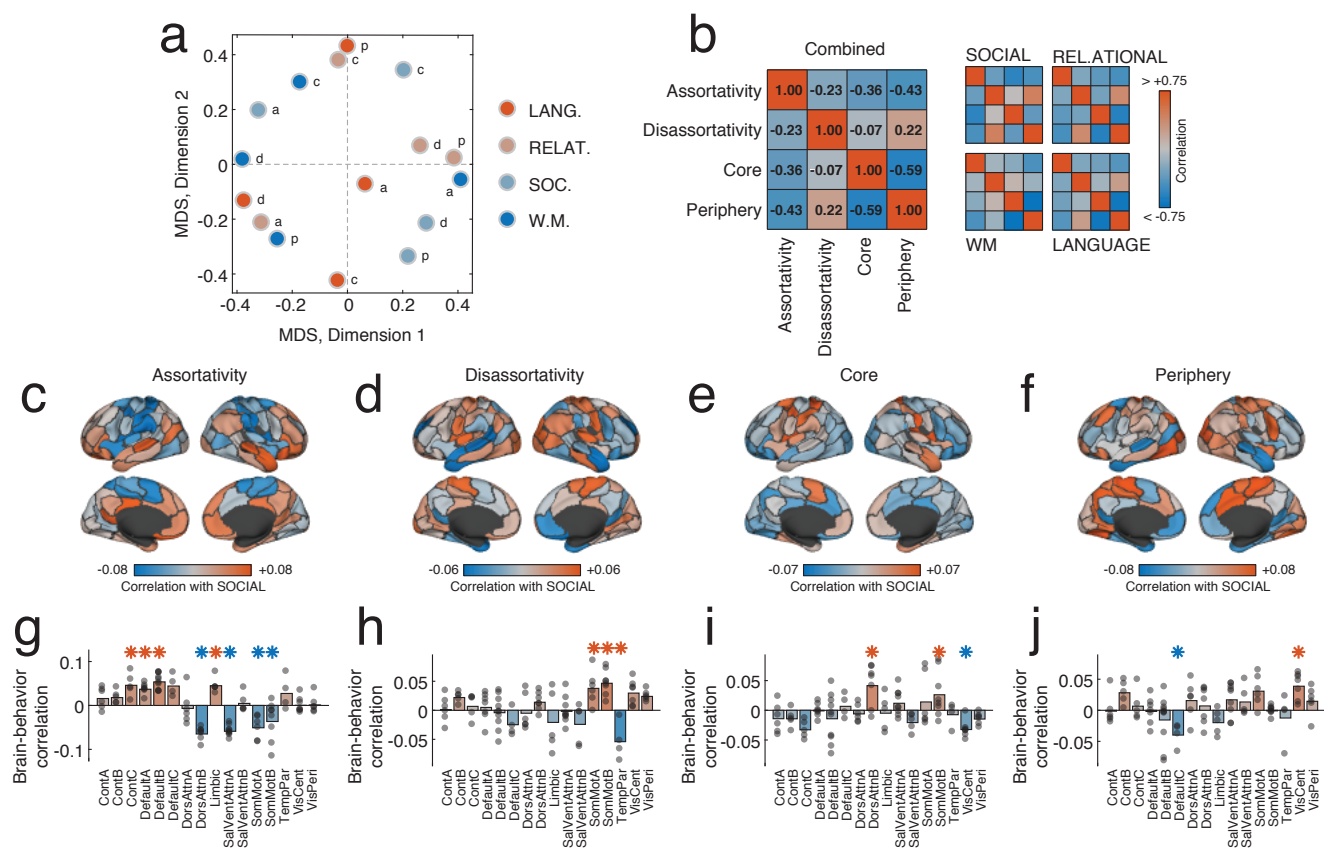 a
b
MDS, Dimension 2
0.4
0.2
0
-0.2
-0.4
-0.4
-0.2
0
0.2
0.4
MDS, Dimension 1
p
c
c
c
a
d
d
a
p
d
p
a
a
d
p
c
LANG.
RELAT.
SOC.
W.M.
Combined
Assortativity
Disassortativity
Core
Periphery
1.00 -0.23 -0.36 -0.43
-0.23 1.00 -0.07 0.22
-0.36 -0.07 1.00 -0.59
-0.43 0.22 -0.59 1.00
Assortativity
Disassortativity
Core
Periphery
SOCIAL
REL.ATIONAL
WM
LANGUAGE
> +0.75
Correlation
< -0.75
c
Assortativity
-0.08 +0.08
Correlation with SOCIAL
d
Disassortativity
-0.06 +0.06
Correlation with SOCIAL
e
Core
-0.07 +0.07
Correlation with SOCIAL
f
Periphery
-0.08 +0.08
Correlation with SOCIAL
g
Brain-behavior
correlation
0.1
0
-0.1
ContA
ContB
ContC
DefaultA
DefaultB
DefaultC
DorsAttnA
DorsAttnB
Limbic
SalVentAttnA
SalVentAttnB
SomMotA
SomMotB
TempPar
VisCent
VisPeri
h
Brain-behavior
correlation
0.05
0
-0.05
ContA
ContB
ContC
DefaultA
DefaultB
DefaultC
DorsAttnA
DorsAttnB
Limbic
SalVentAttnA
SalVentAttnB
SomMotA
SomMotB
TempPar
VisCent
VisPeri
i
Brain-behavior
correlation
0.05
0
-0.05
ContA
ContB
ContC
DefaultA
DefaultB
DefaultC
DorsAttnA
DorsAttnB
Limbic
SalVentAttnA
SalVentAttnB
SomMotA
SomMotB
TempPar
VisCent
VisPeri
j
Brain-behavior
correlation
0.05
0
-0.05
ContA
ContB
ContC
DefaultA
DefaultB
DefaultC
DorsAttnA
DorsAttnB
Limbic
SalVentAttnA
SalVentAttnB
SomMotA
SomMotB
TempPar
VisCent
VisPeri